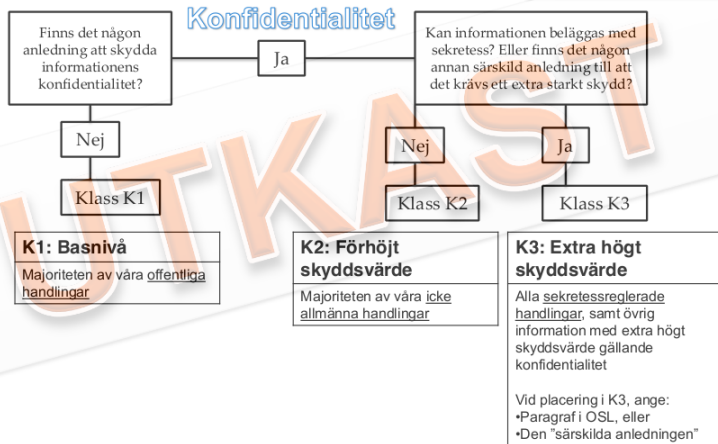 Konfidentialitet
Finns det någon
anledning att skydda
informationens
konfidentialitet?
Ja
Kan informationen beläggas med
sekretess? Eller finns det någon
annan särskild anledning till att
det krävs ett extra starkt skydd?
Nej
Nej
Ja
Klass K1
Klass K2
Klass K3
UTKAST
K1: Basnivå
Majoriteten av våra offentliga
handlingar
K2: Förhöjt
skyddsvärde
Majoriteten av våra icke
allmänna handlingar
K3: Extra högt
skyddsvärde
Alla sekretessreglerade
handlingar, samt övrig
information med extra högt
skyddsvärde gällande
konfidentialitet
Vid placering i K3, ange:
•Paragraf i OSL, eller
•Den ”särskilda anledningen”